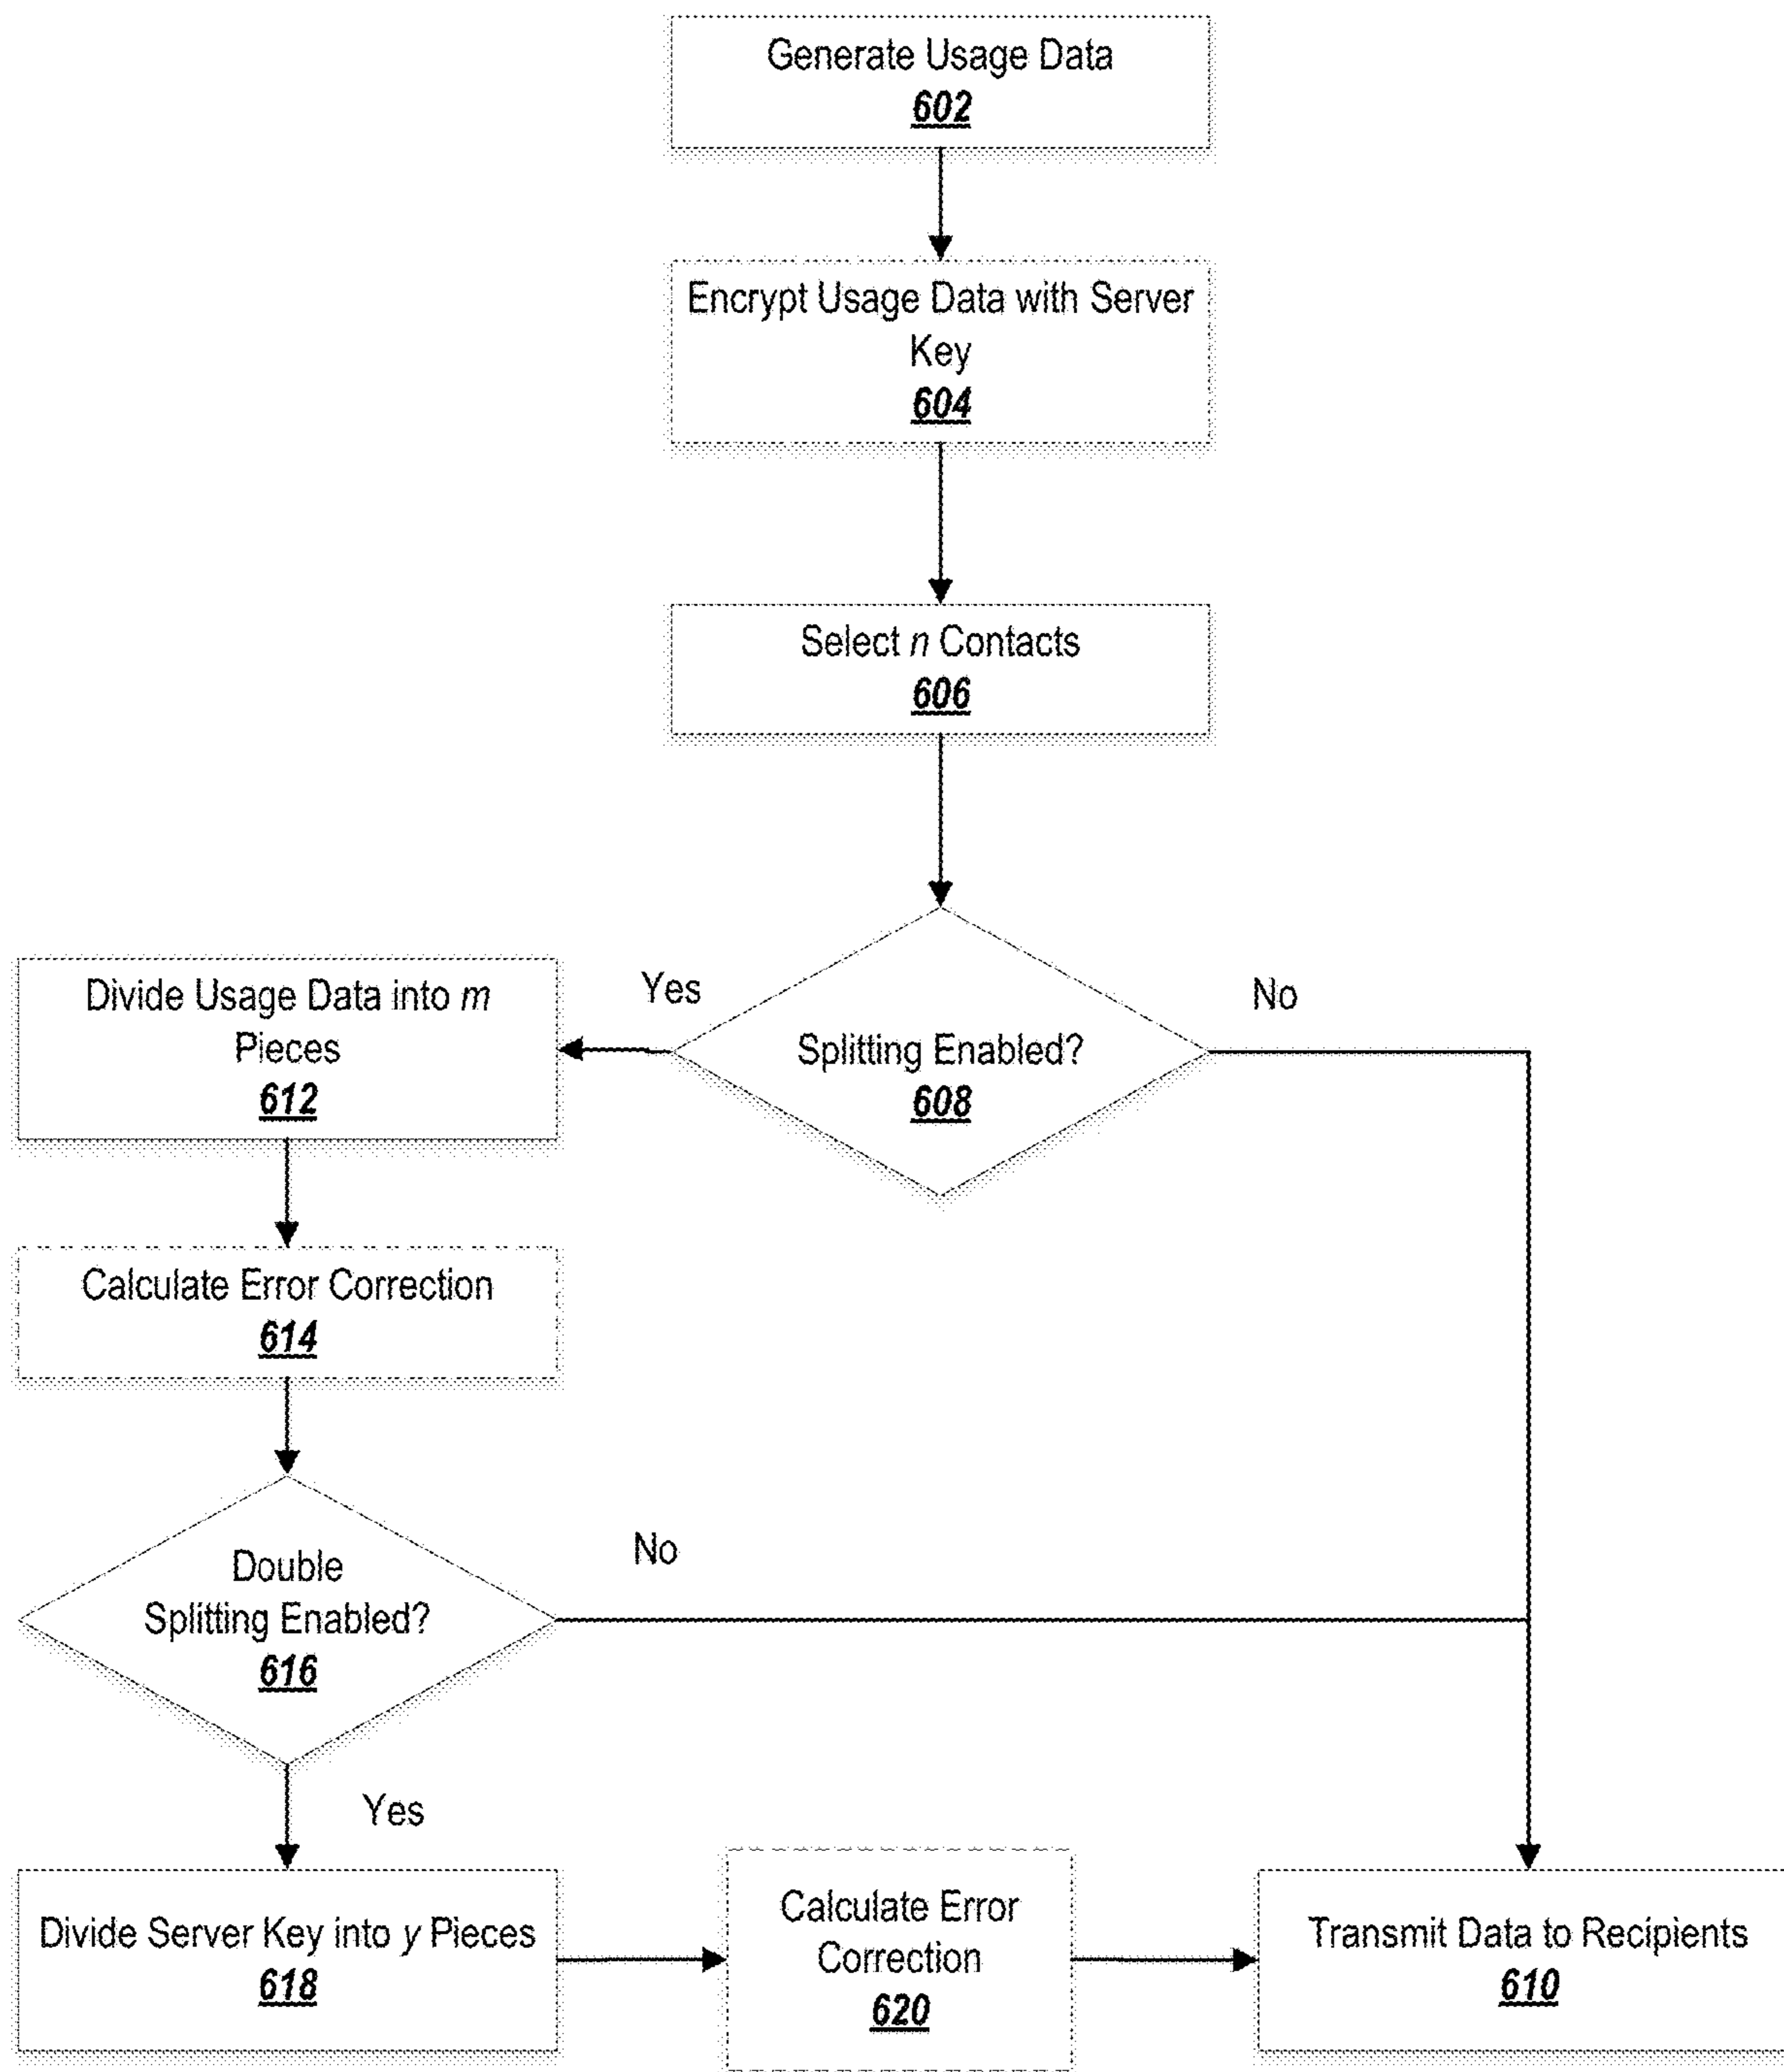 Generate Usage Data
602
Encrypt Usage Data with Server
Key
604
Select n Contacts
606
Splitting Enabled?
608
Yes
No
Divide Usage Data into m
Pieces
612
Calculate Error Correction
614
Double
Splitting Enabled?
616
No
Yes
Divide Server Key into y Pieces
618
Calculate Error
Correction
620
Transmit Data to Recipients
610